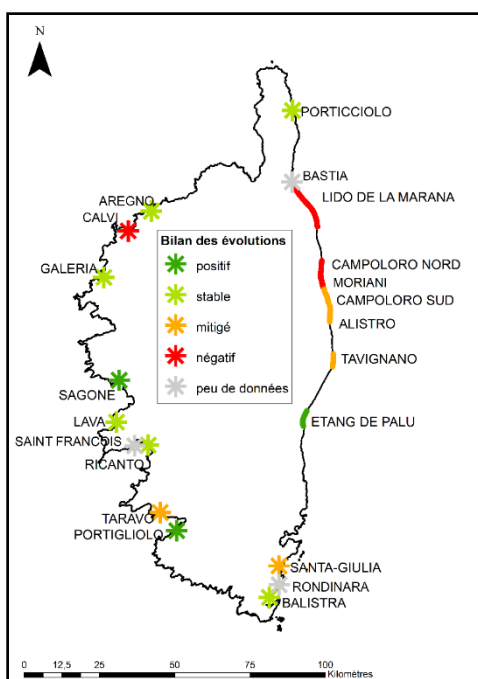 N
PORTICCIOLO
BASTIA
LIDO DE LA MARANA
AREGNO
CALVI
Bilan des évolutions
positif
stable
mitigé
négatif
peu de données
GALERIA
CAMPOLORO NORD
MORIANI
CAMPOLORO SUD
ALISTRO
TAVIGNANO
SAGONE
LAVA
ETANG DE PALU
SAINT FRANCOIS
RICANTO
TARAVO
PORTIGLIOLO
SANTA-GIULIA
RONDINARA
BALISTRA
0 12,5 25 50 75 100
Kilomètres